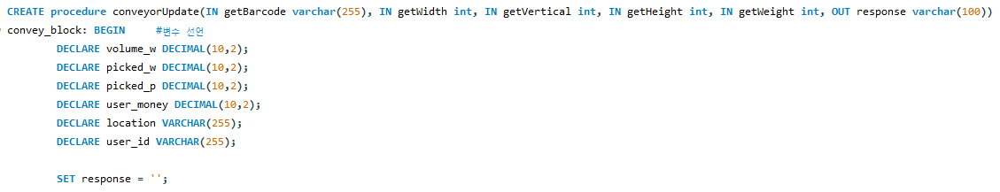 CREATE procedure conveyorUpdate(IN getBarcode varchar(255), IN getWidth int, IN getVertical int, IN getHeight int, IN getWeight int, OUT response varchar(100))
convey_block: BEGIN     #변수 선언
DECLARE volume_w DECIMAL(10,2);
DECLARE picked_w DECIMAL(10,2);
DECLARE picked_p DECIMAL(10,2);
DECLARE user_money DECIMAL(10,2);
DECLARE location VARCHAR(255);
DECLARE user_id VARCHAR(255);
SET response = '';